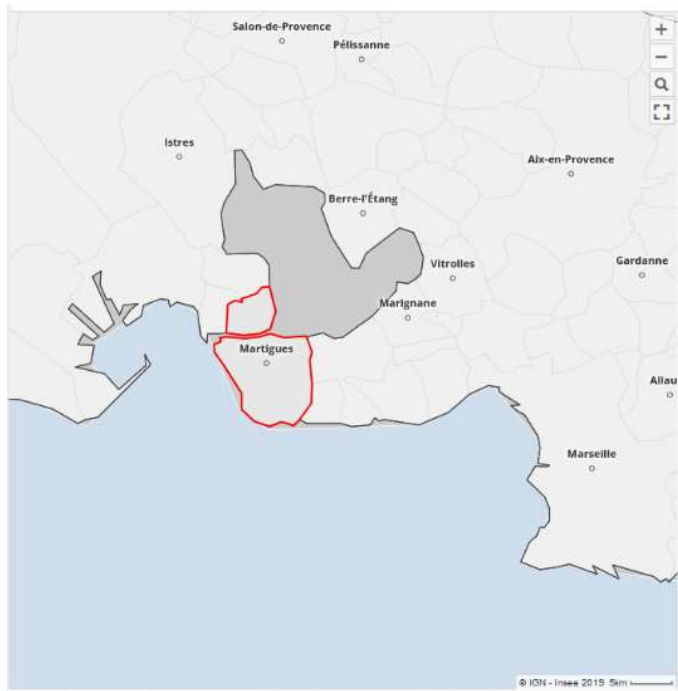 Salon-de-Provence
Pélissanne
Istres
Aix-en-Provence
Berre-l'Étang
Vitrolles
Gardanne
Marignane
Martigues
Allau
Marseille
© IGN - Insee 2019 5km